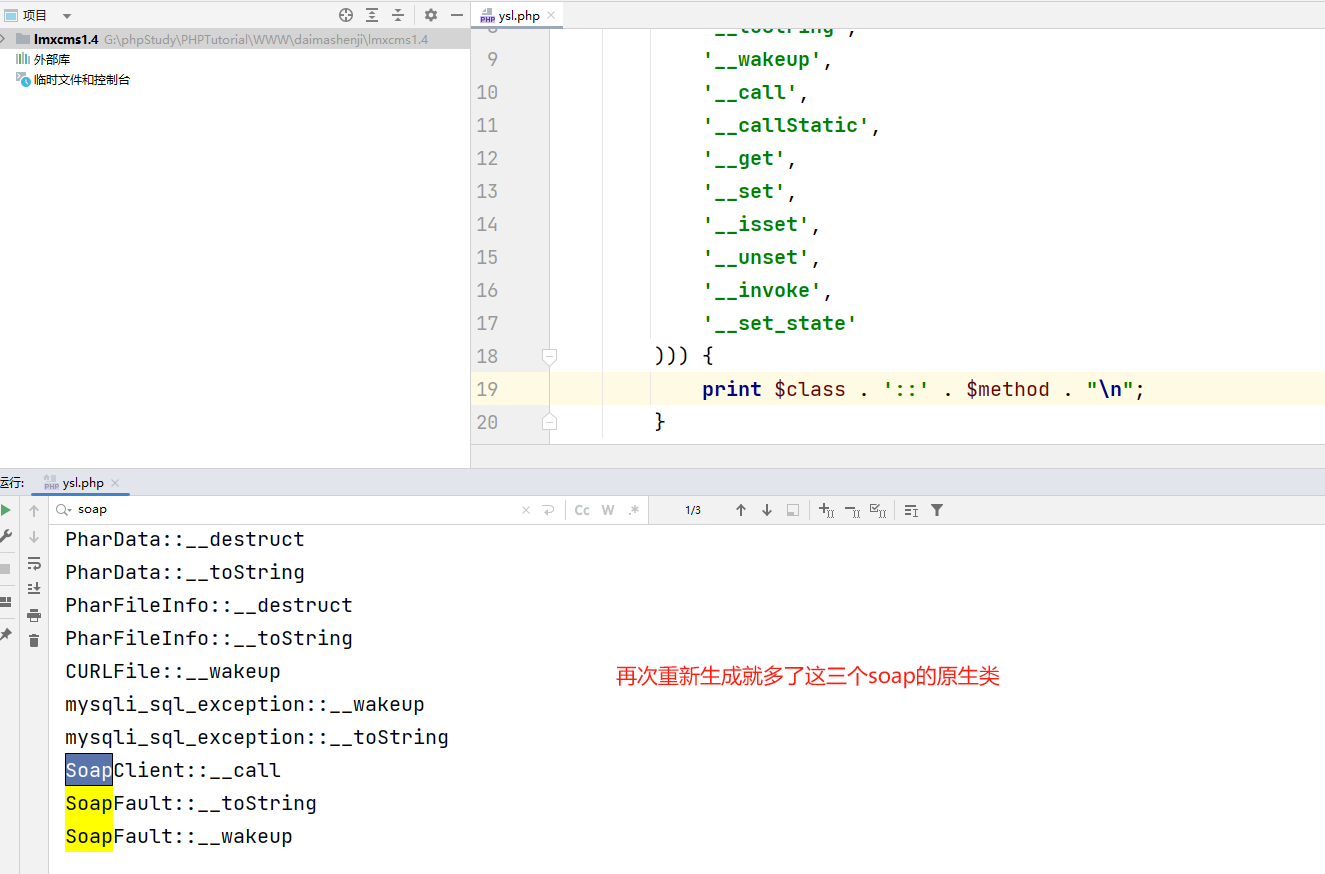 项目
ysl.php
lmxcms1.4 G:\phpStudy\PHPTutorial\WWW\daimashenji\lmxcms1.4
外部库
临时文件和控制台
8 '__toString',
9 '__wakeup',
10 '__call',
11 '__callStatic',
12 '__get',
13 '__set',
14 '__isset',
15 '__unset',
16 '__invoke',
17 '__set_state'
18 ))) {
19 print $class . '::' . $method . "\n";
20 }
运行: ysl.php
soap Cc W .* 1/3
PharData::__destruct
PharData::__toString
PharFileInfo::__destruct
PharFileInfo::__toString
CURLFile::__wakeup
再次重新生成就多了这三个soap的原生类
mysqli_sql_exception::__wakeup
mysqli_sql_exception::__toString
SoapClient::__call
SoapFault::__toString
SoapFault::__wakeup